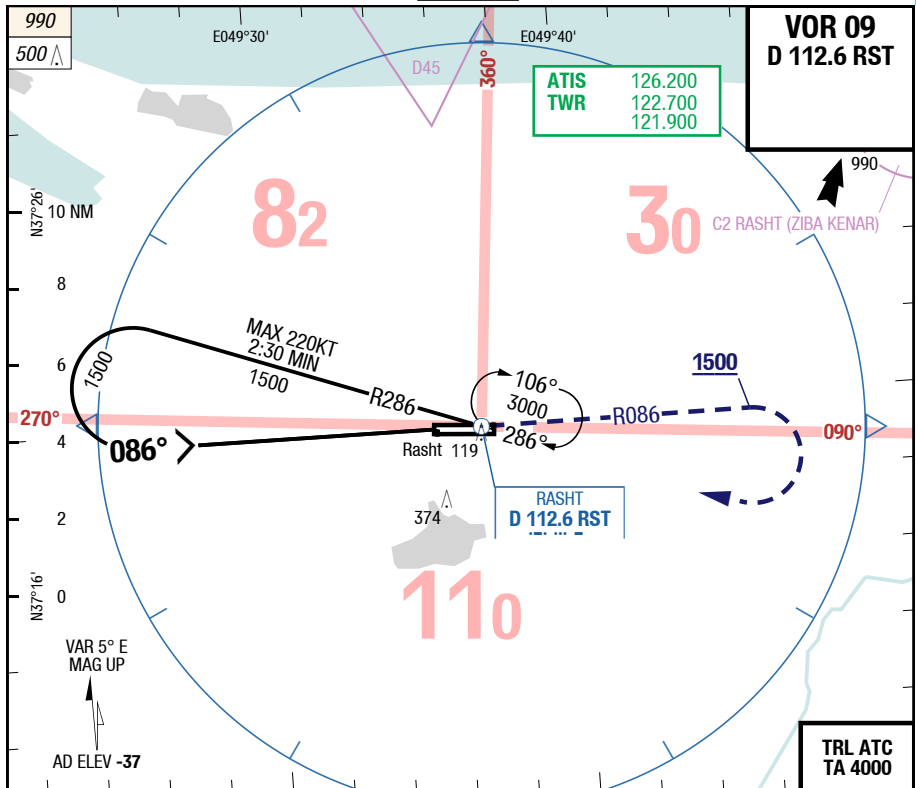 990
500
E049°30'
E049°40'
VOR 09
D 112.6 RST
D45
360°
ATIS 126.200
TWR 122.700
121.900
990
C2 RASHT (ZIBA KENAR)
N37°26'
10 NM
82
30
8
MAX 220KT
2:30 MIN
1500
1500
6
R286
106°
3000
286°
1500
R086
270°
090°
4
086°
Rasht 119
RASHT
D 112.6 RST
374
2
N37°16'
0
110
VAR 5° E
MAG UP
AD ELEV -37
TRL ATC
TA 4000